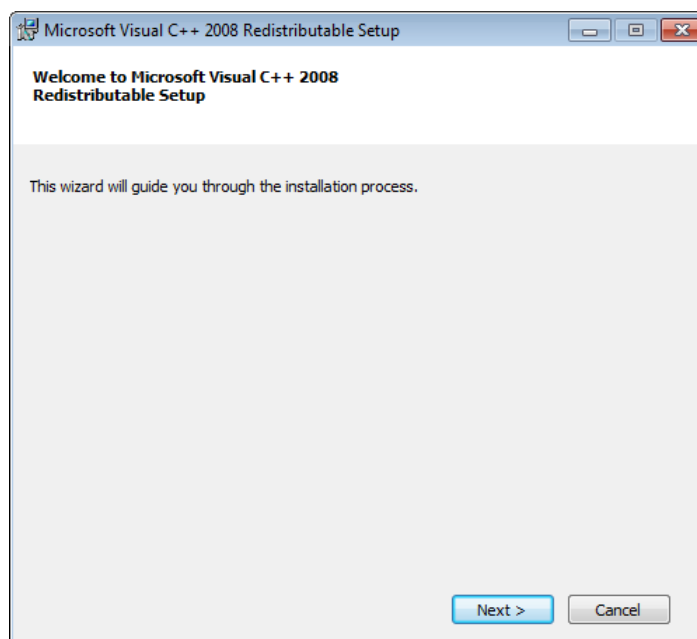 Microsoft Visual C++ 2008 Redistributable Setup
Welcome to Microsoft Visual C++ 2008
Redistributable Setup
This wizard will guide you through the installation process.
Next >
Cancel